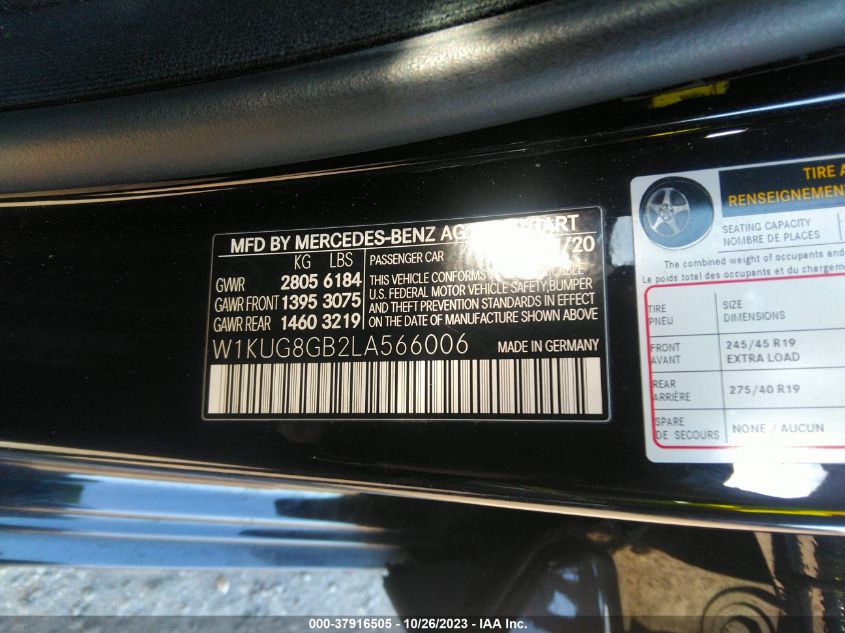 MFD BY MERCEDES-BENZ AG
/20
KG LBS
PASSENGER CAR
GVWR 2805 6184
GAWR FRONT 1395 3075
GAWR REAR 1460 3219
THIS VEHICLE CONFORMS
U.S. FEDERAL MOTOR VEHICLE SAFETY, BUMPER
AND THEFT PREVENTION STANDARDS IN EFFECT
ON THE DATE OF MANUFACTURE SHOWN ABOVE
W1KUG8GB2LA566006 MADE IN GERMANY
TIRE A
RENSEIGNEMEN
SEATING CAPACITY
NOMBRE DE PLACES
The combined weight of occupants and
Le poids total des occupants et du chargeme
TIRE SIZE
PNEU DIMENSIONS
FRONT 245/45 R19
AVANT EXTRA LOAD
REAR 275/40 R19
ARRIÈRE
SPARE NONE / AUCUN
DE SECOURS
000-37916505 - 10/26/2023 - IAA Inc.